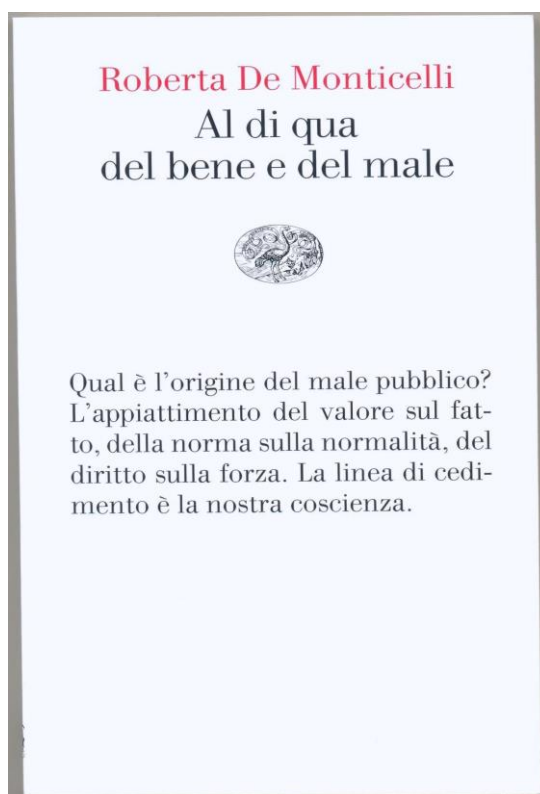 Roberta De Monticelli
Al di qua
del bene e del male
Qual è l'origine del male pubblico?
L'appiattimento del valore sul fat-
to, della norma sulla normalità, del
diritto sulla forza. La linea di cedi-
mento è la nostra coscienza.